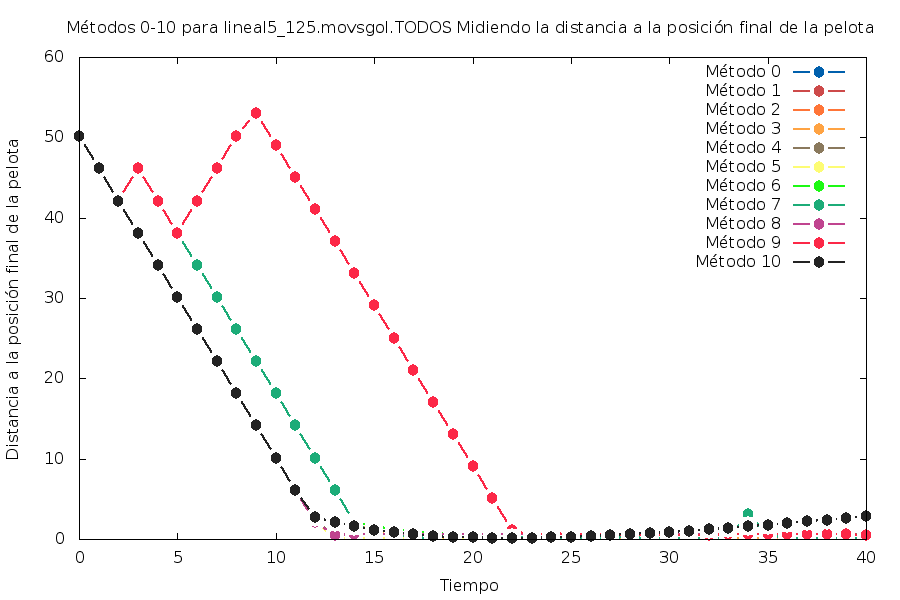 Métodos 0-10 para lineal5_125.movsgol.TODOS Midiendo la distancia a la posición final de la pelota
Distancia a la posición final de la pelota
60
50
40
30
20
10
0
Método 0
Método 1
Método 2
Método 3
Método 4
Método 5
Método 6
Método 7
Método 8
Método 9
Método 10
0 5 10 15 20 25 30 35 40
Tiempo